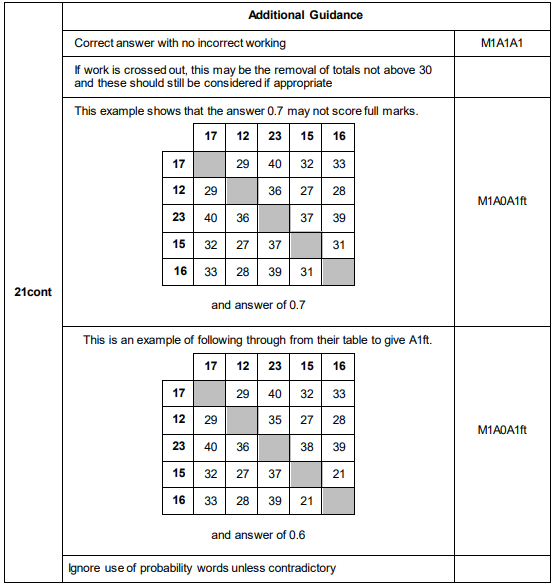 Additional Guidance
Correct answer with no incorrect working M1A1A1
If work is crossed out, this may be the removal of totals not above 30
and these should still be considered if appropriate
This example shows that the answer 0.7 may not score full marks.
17 12 23 15 16
17 29 40 32 33
12 29 36 27 28
23 40 36 37 39
15 32 27 37 31
16 33 28 39 31
and answer of 0.7
M1A0A1ft
21cont
This is an example of following through from their table to give A1ft.
17 12 23 15 16
17 29 40 32 33
12 29 35 27 28
23 40 36 38 39
15 32 27 37 21
16 33 28 39 21
and answer of 0.6
M1A0A1ft
Ignore use of probability words unless contradictory